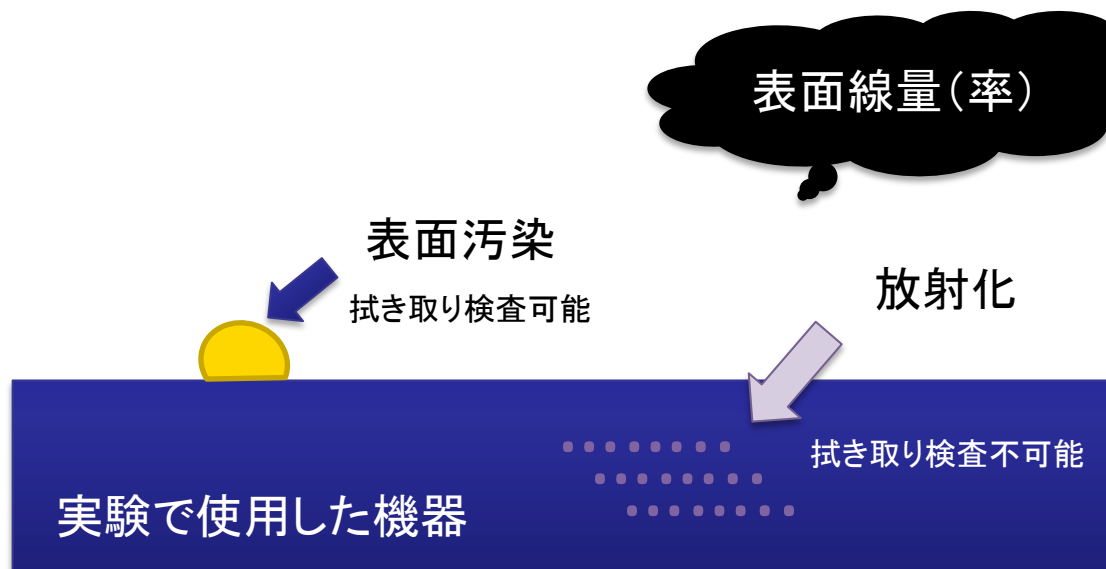 表面線量(率)
表面汚染
拭き取り検査可能
放射化
拭き取り検査不可能
実験で使用した機器